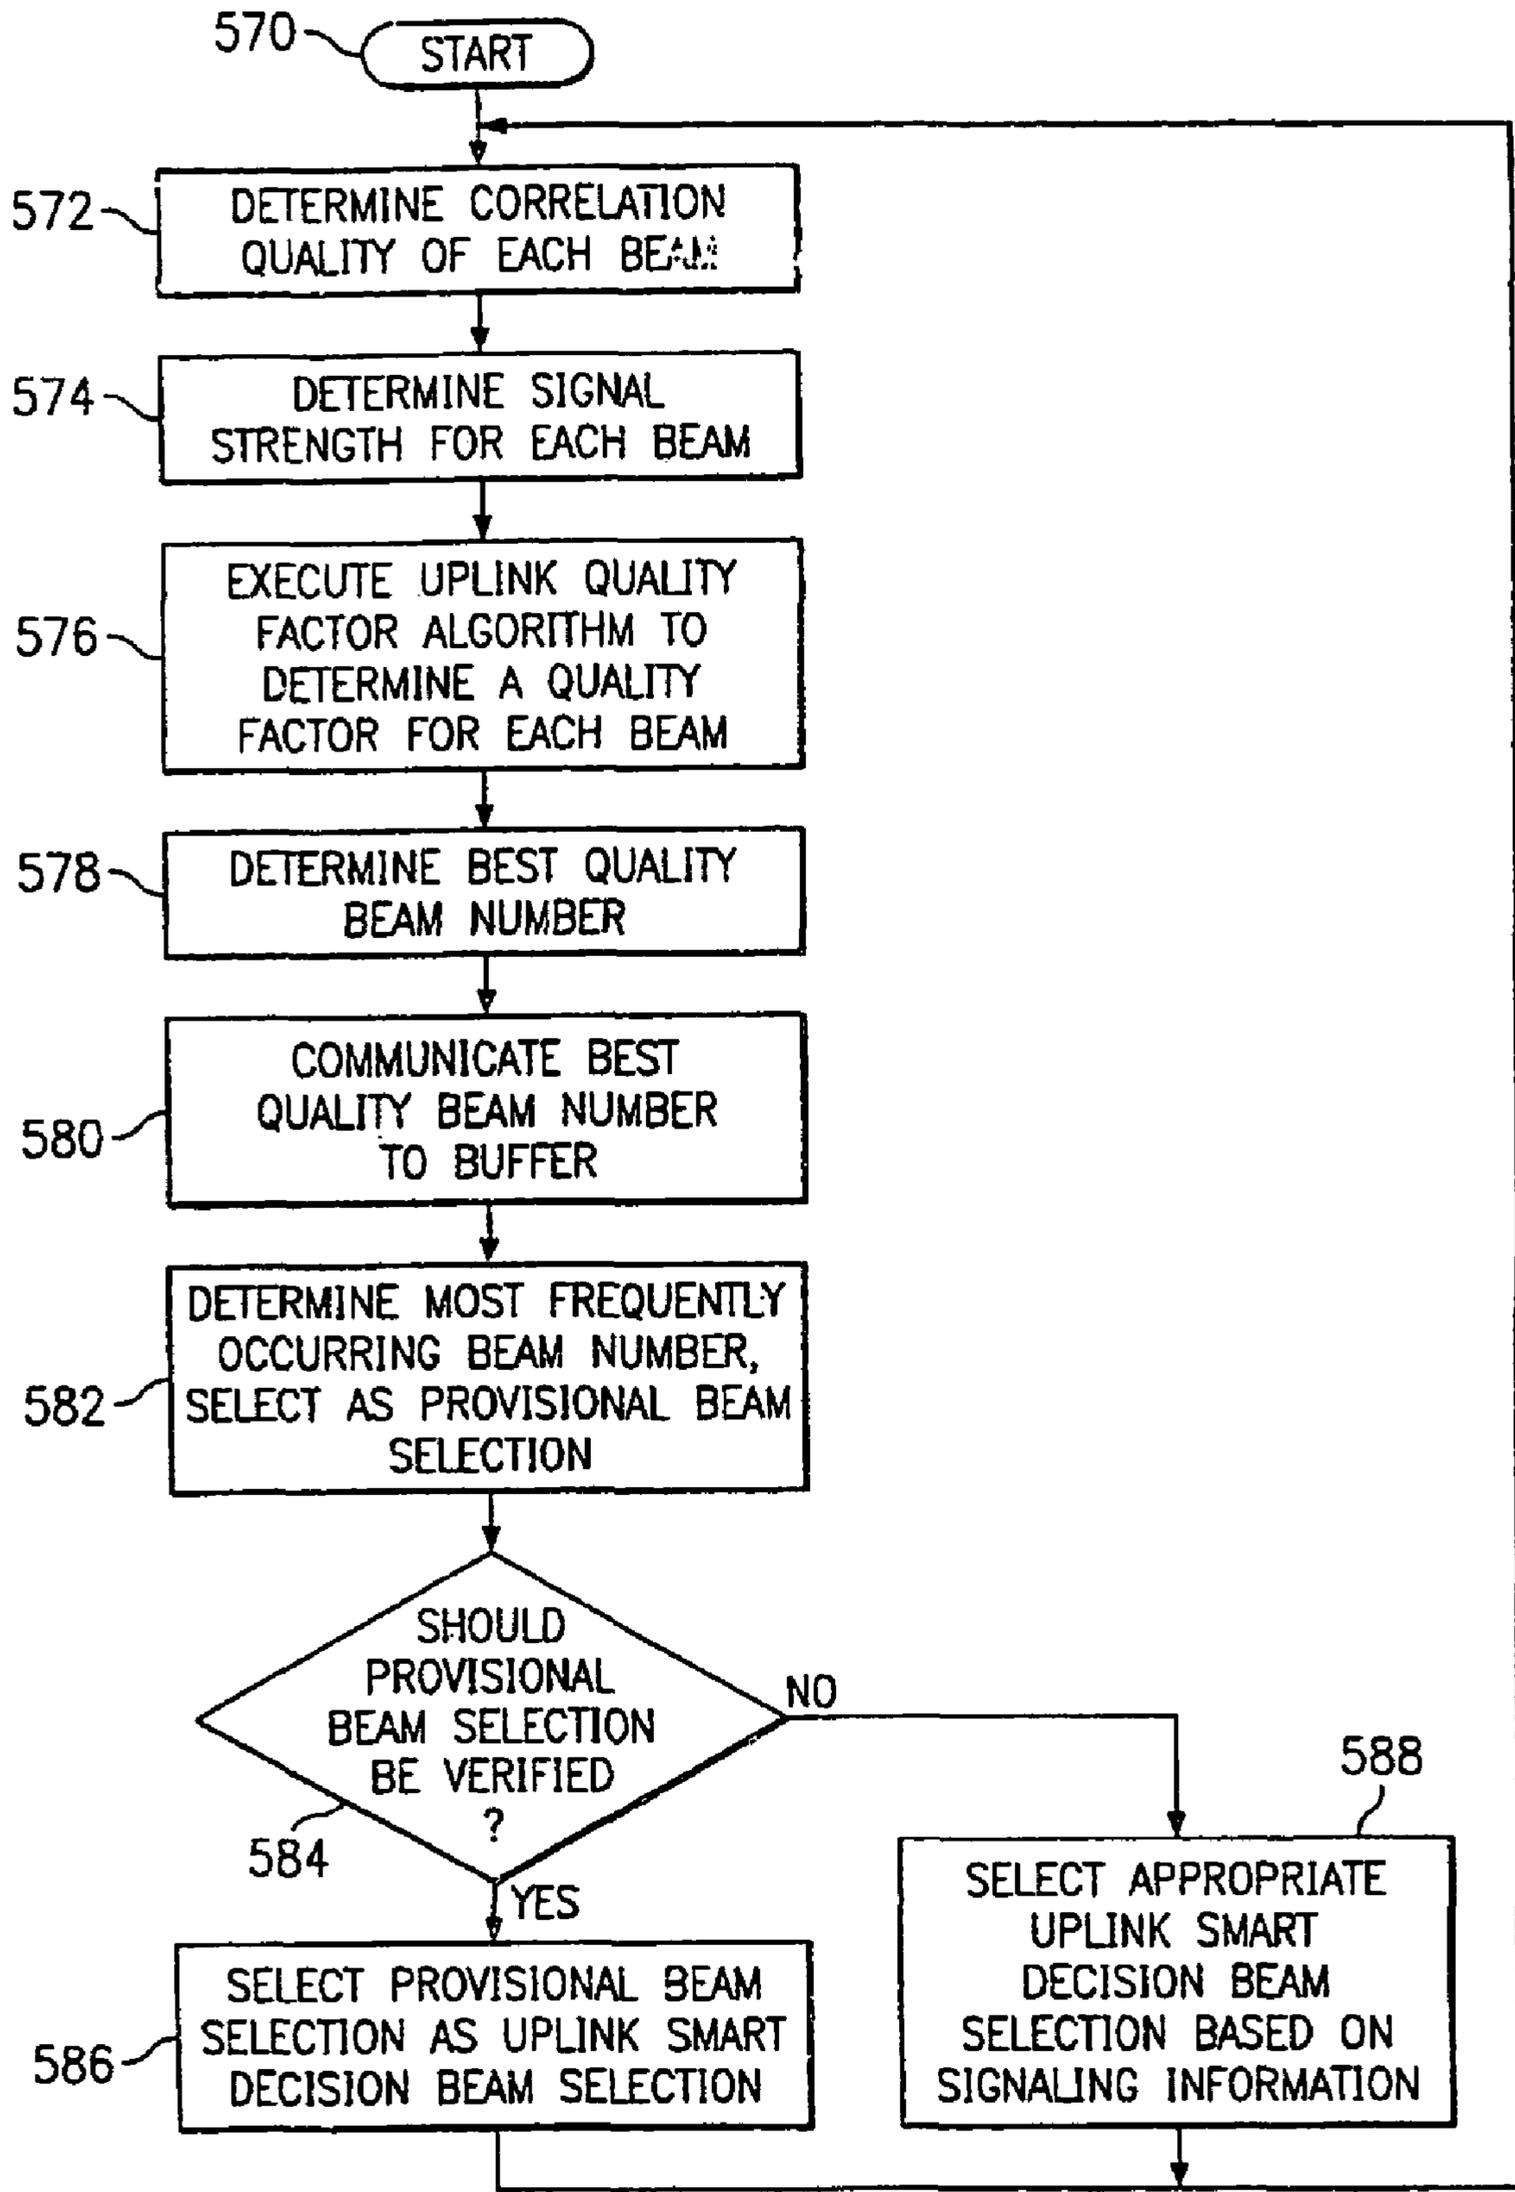 570
START
572
DETERMINE CORRELATION
QUALITY OF EACH BEAM
574
DETERMINE SIGNAL
STRENGTH FOR EACH BEAM
576
EXECUTE UPLINK QUALITY
FACTOR ALGORITHM TO
DETERMINE A QUALITY
FACTOR FOR EACH BEAM
578
DETERMINE BEST QUALITY
BEAM NUMBER
580
COMMUNICATE BEST
QUALITY BEAM NUMBER
TO BUFFER
582
DETERMINE MOST FREQUENTLY
OCCURRING BEAM NUMBER,
SELECT AS PROVISIONAL BEAM
SELECTION
SHOULD
PROVISIONAL
BEAM SELECTION
BE VERIFIED
?
584
NO
YES
586
SELECT PROVISIONAL BEAM
SELECTION AS UPLINK SMART
DECISION BEAM SELECTION
588
SELECT APPROPRIATE
UPLINK SMART
DECISION BEAM
SELECTION BASED ON
SIGNALING INFORMATION